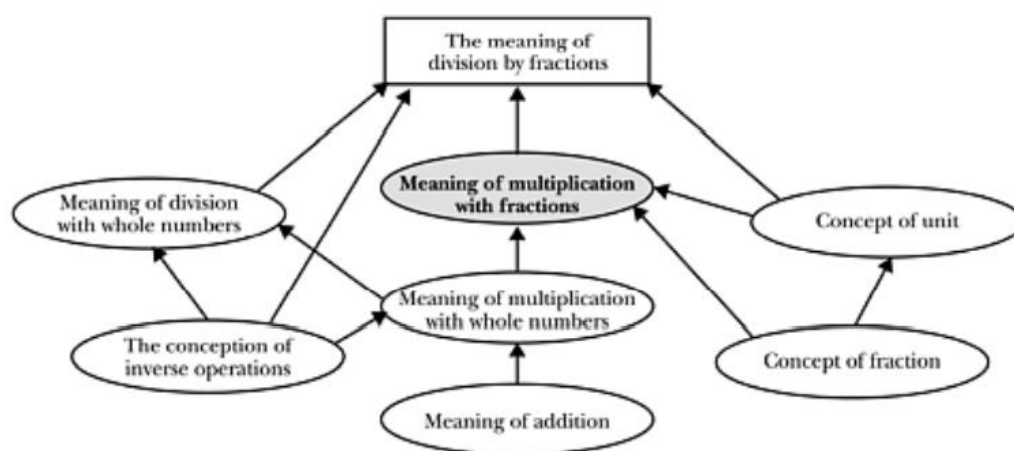 The meaning of
division by fractions
Meaning of multiplication
with fractions
Meaning of division
with whole numbers
Concept of unit
Meaning of multiplication
with whole numbers
The conception of
inverse operations
Concept of fraction
Meaning of addition